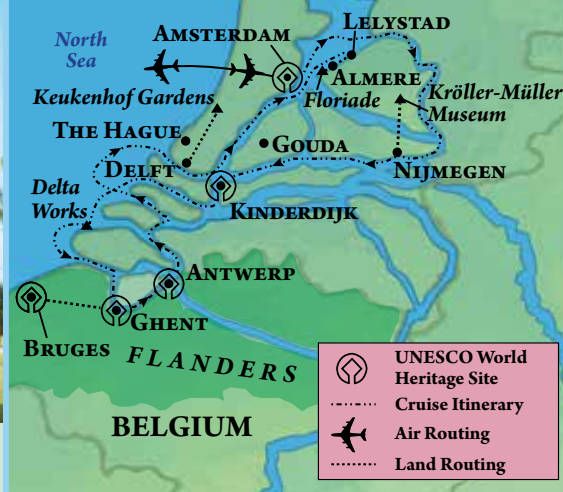 North
Sea
AMSTERDAM
LELYSTAD
ALMERE
Floriade
Keukenhof Gardens
Kröller-Müller
Museum
THE HAGUE
GOUDA
DELFT
NIJMEGEN
Delta
Works
KINDERDIJK
ANTWERP
GHENT
BRUGES
FLANDERS
BELGIUM
UNESCO World
Heritage Site
Cruise Itinerary
Air Routing
Land Routing